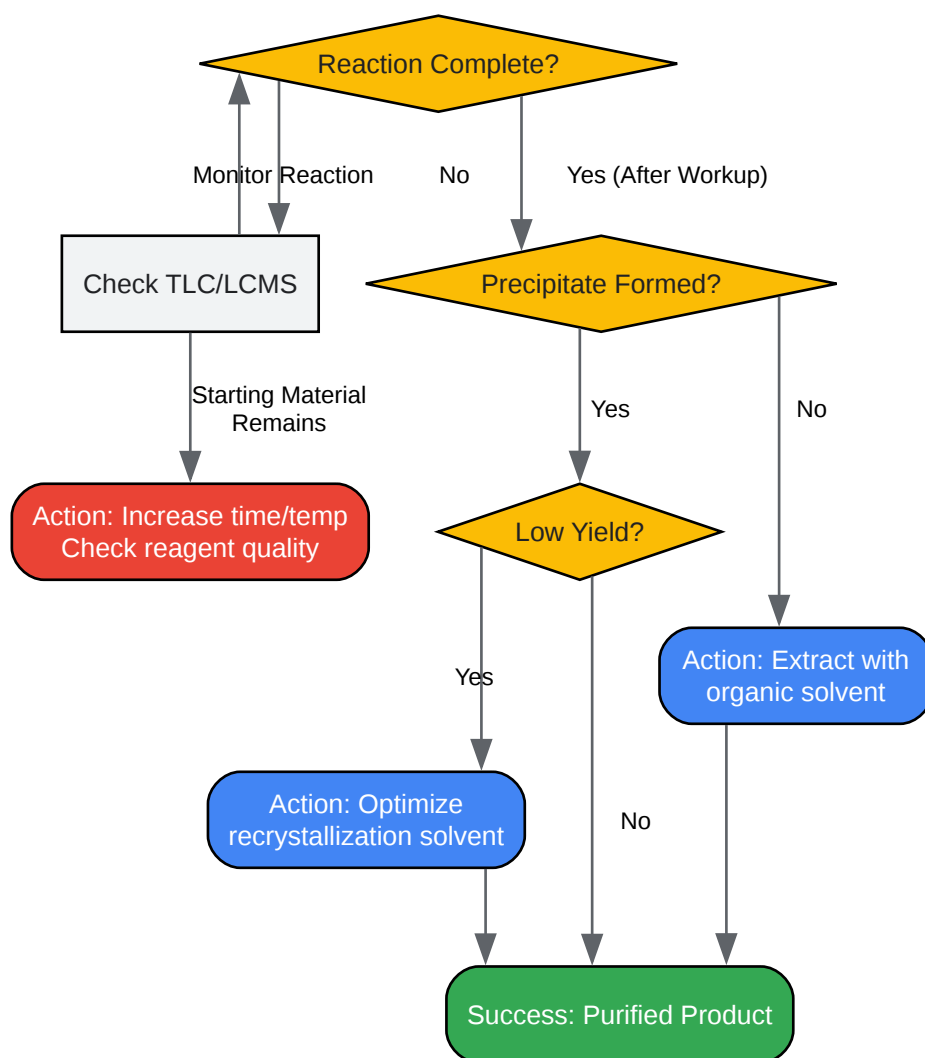 Reaction Complete?
Monitor Reaction
No
Yes (After Workup)
Check TLC/LCMS
Precipitate Formed?
Starting Material
Remains
Yes
No
Action: Increase time/temp
Check reagent quality
Low Yield?
Action: Extract with
organic solvent
Yes
Action: Optimize
recrystallization solvent
No
Success: Purified Product